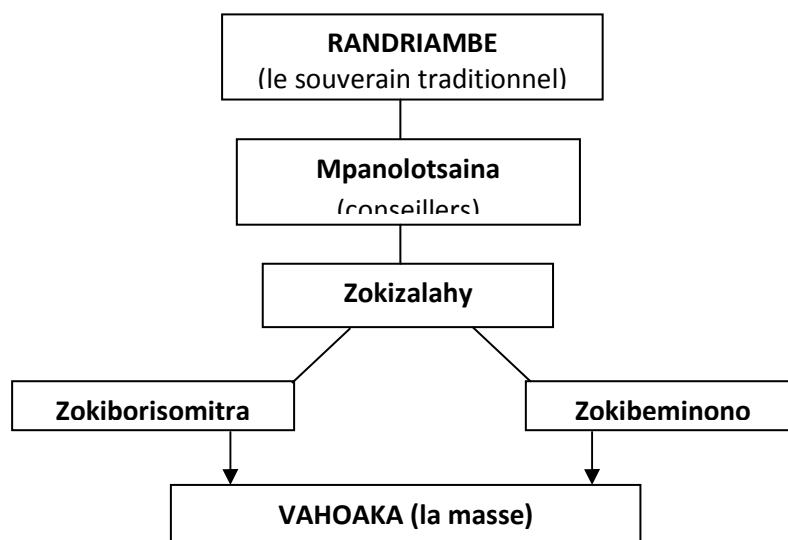 RANDRIAMBE
(le souverain traditionnel)
Mpanolotsaina
(conseillers)
Zokizalahy
Zokiborisomitra
Zokibeminono
VAHOAKA (la masse)